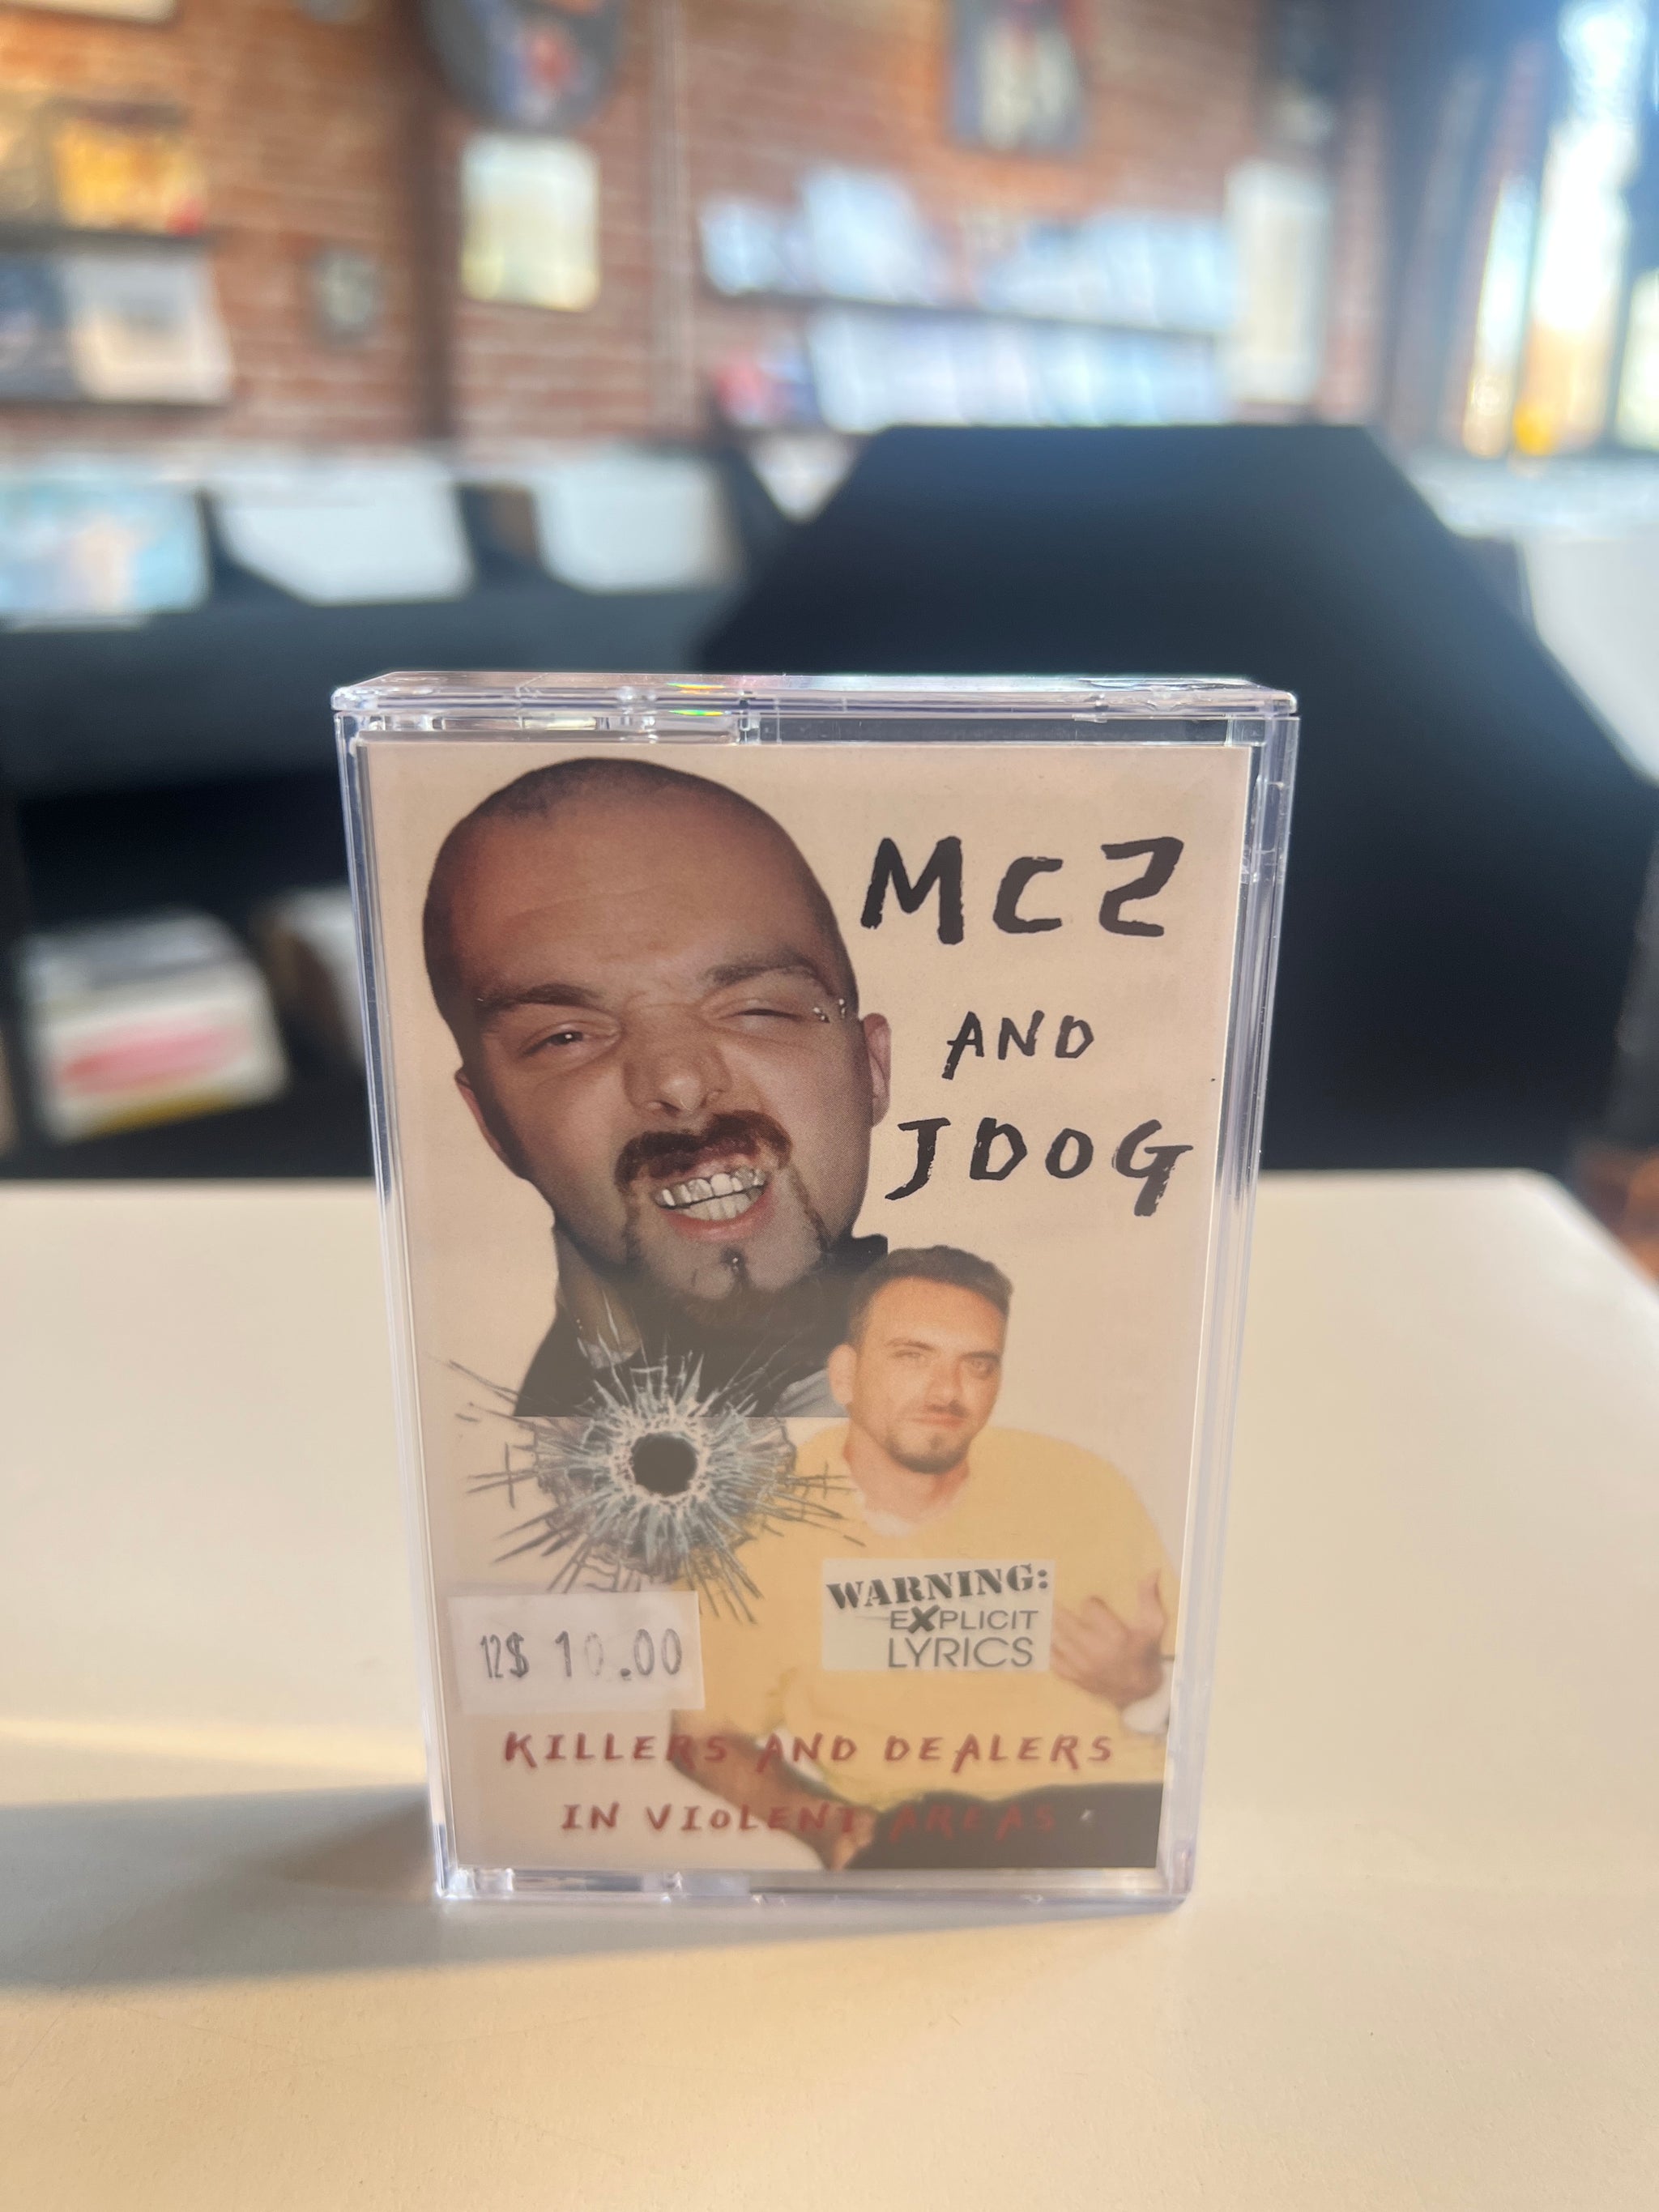 MCZ
AND
JDOG
WARNING:
EXPLICIT
LYRICS
12$ 10.00
KILLERS AND DEALERS
IN VIOLENT AREAS